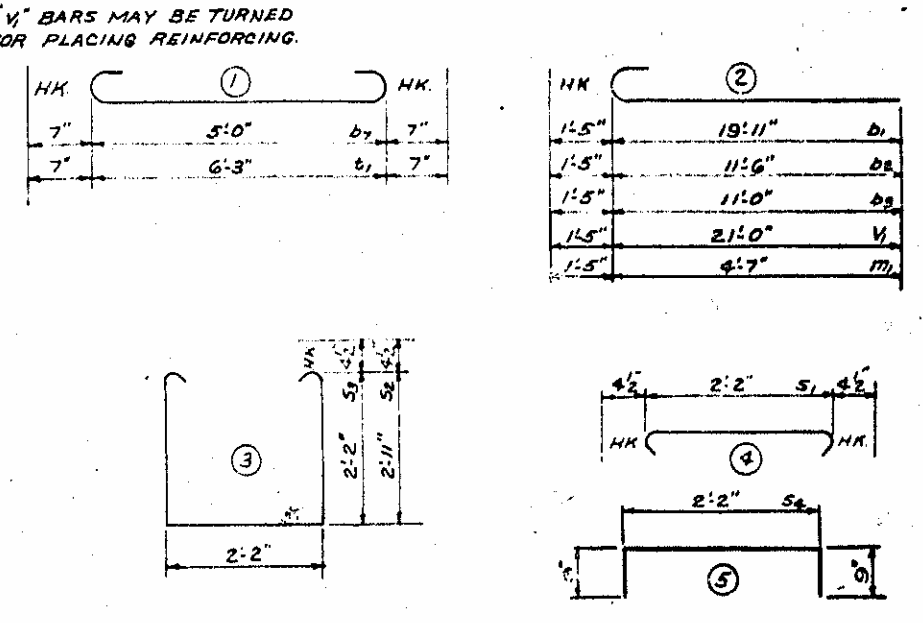 "V₁" BARS MAY BE TURNED
FOR PLACING REINFORCING.
HK. 1 HK.
7" 5'-0" b7 7"
7" 6'-3" t1 7"
HK 2
1'-5" 19'-11" b1
1'-5" 11'-6" b2
1'-5" 11'-0" b3
1'-5" 21'-0" V1
1'-5" 4'-7" m1
HK 4½" 4½"
3 2'-2" S3 2'-11" S2
2'-2"
4½" 2'-2" S1 4½"
HK 4 HK.
2'-2" S4
5